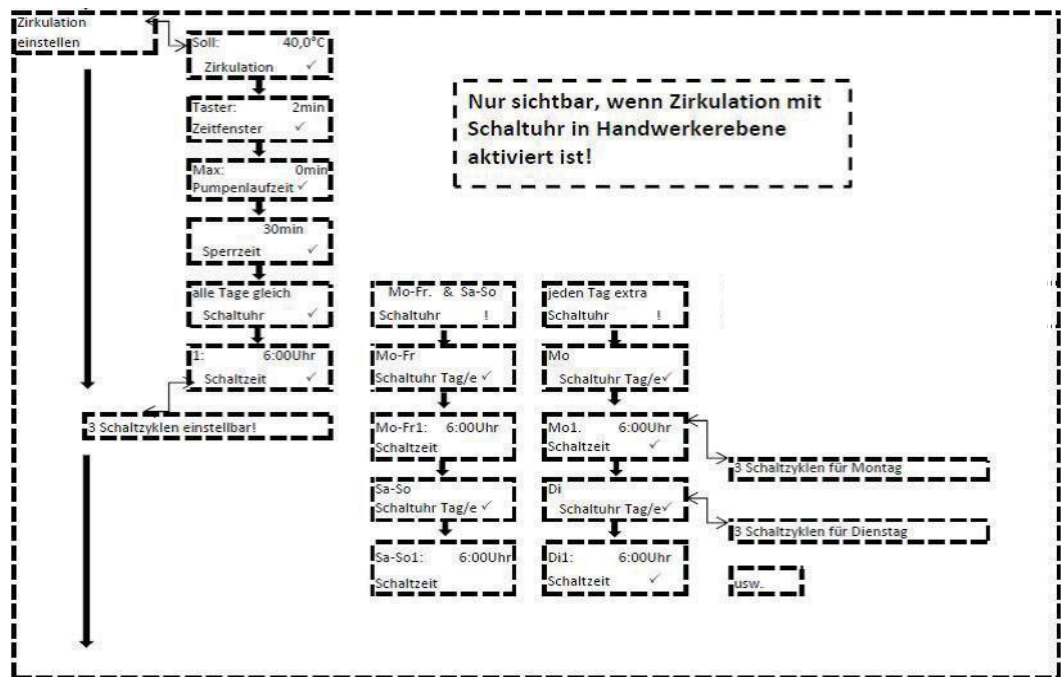 Zirkulation
einstellen
Soll: 40,0°C
Zirkulation ✓
Taster: 2min
Zeitfenster ✓
Max: 0min
Pumpenlaufzeit ✓
30min
Sperrzeit ✓
alle Tage gleich
Schaltuhr ✓
1: 6:00Uhr
Schaltzeit ✓
3 Schaltzyklen einstellbar!
Nur sichtbar, wenn Zirkulation mit
Schaltuhr in Handwerkerebene
aktiviert ist!
Mo-Fr. & Sa-So
Schaltuhr !
Mo-Fr
Schaltuhr Tag/e ✓
Mo-Fr1: 6:00Uhr
Schaltzeit
Sa-So
Schaltuhr Tag/e ✓
Sa-So1: 6:00Uhr
Schaltzeit
jeden Tag extra
Schaltuhr !
Mo
Schaltuhr Tag/e ✓
Mo1. 6:00Uhr
Schaltzeit ✓
Di
Schaltuhr Tag/e ✓
Di1: 6:00Uhr
Schaltzeit ✓
3 Schaltzyklen für Montag
3 Schaltzyklen für Dienstag
usw.